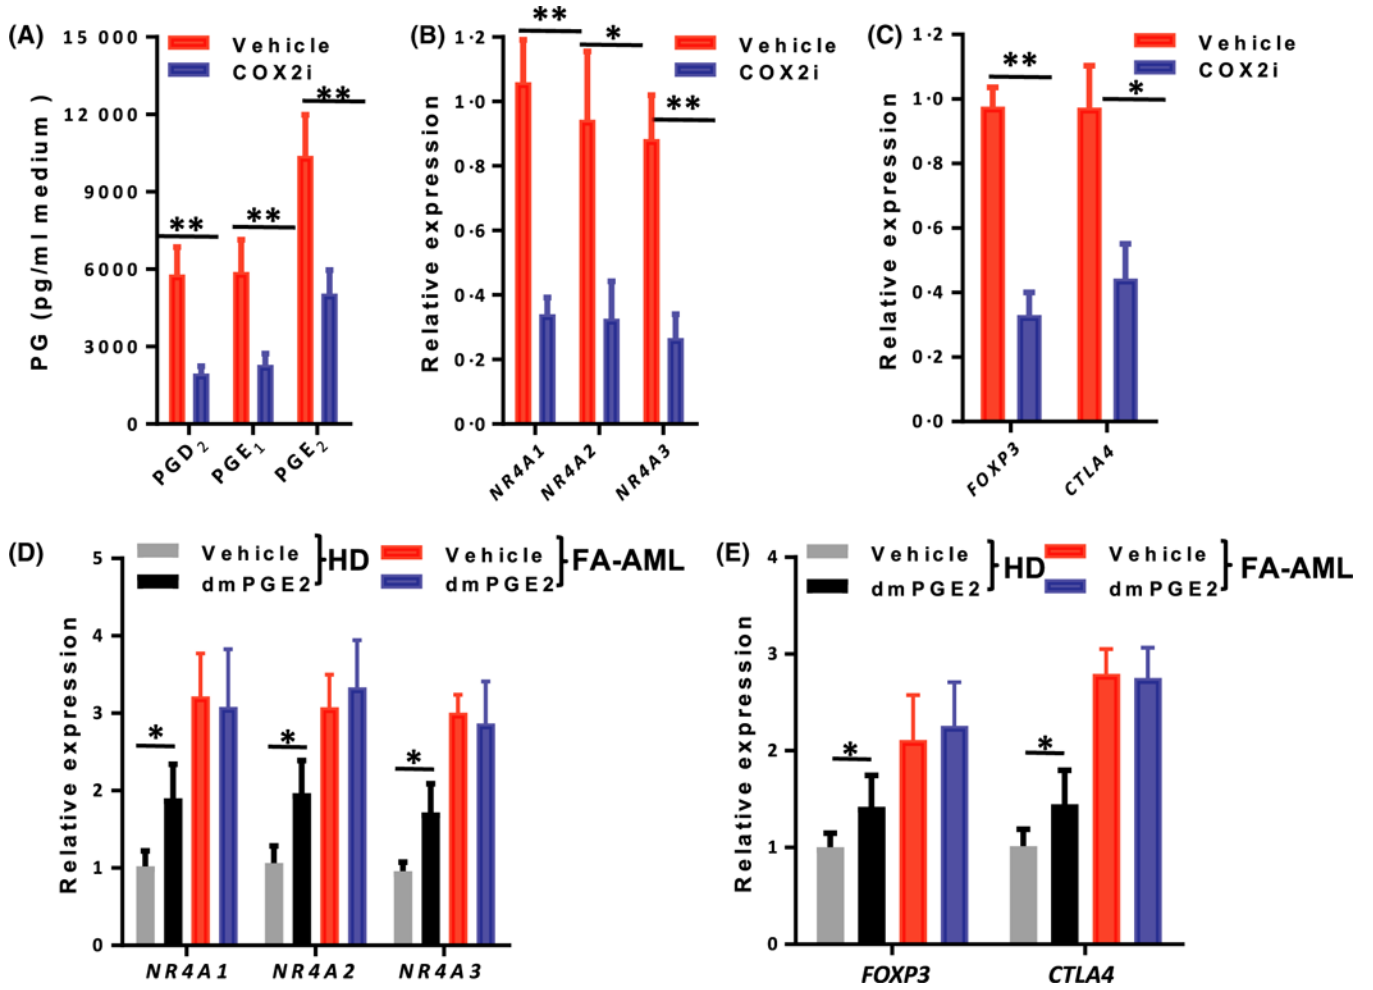 (A)
Vehicle
COX2i
PG (pg/ml medium )
15 000
12 000
9000
6000
3000
0
**
**
**
PGD2
PGE1
PGE2
(B)
Vehicle
COX2i
Relative expression
1·2
1·0
0·8
0·6
0·4
0·2
0·0
**
*
**
NR4A1
NR4A2
NR4A3
(C)
Vehicle
COX2i
Relative expression
1·2
1·0
0·8
0·6
0·4
0·2
0·0
**
*
FOXP3
CTLA4
(D)
Vehicle
dmPGE2
}HD
Vehicle
dmPGE2
}FA-AML
Relative expression
5
4
3
2
1
0
*
*
*
NR4A1
NR4A2
NR4A3
(E)
Vehicle
dmPGE2
}HD
Vehicle
dmPGE2
}FA-AML
Relative expression
4
3
2
1
0
*
*
FOXP3
CTLA4